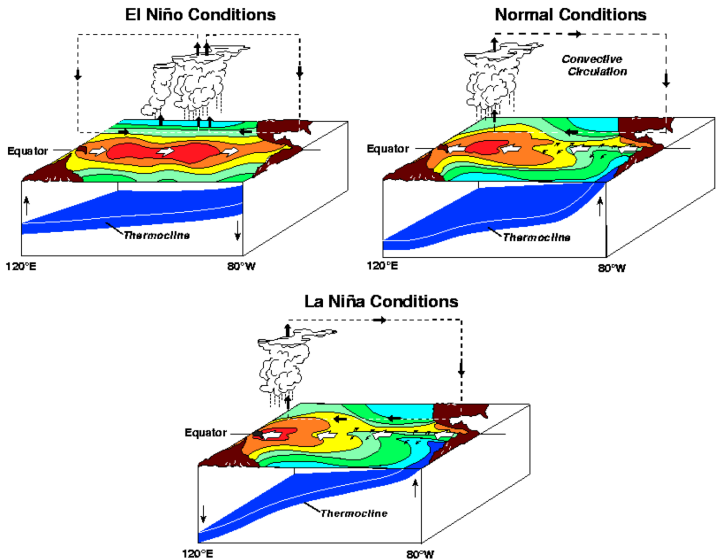 El Niño Conditions
Equator
Thermocline
120°E
80°W
Normal Conditions
Convective
Circulation
Equator
Thermocline
120°E
80°W
La Niña Conditions
Equator
Thermocline
120°E
80°W